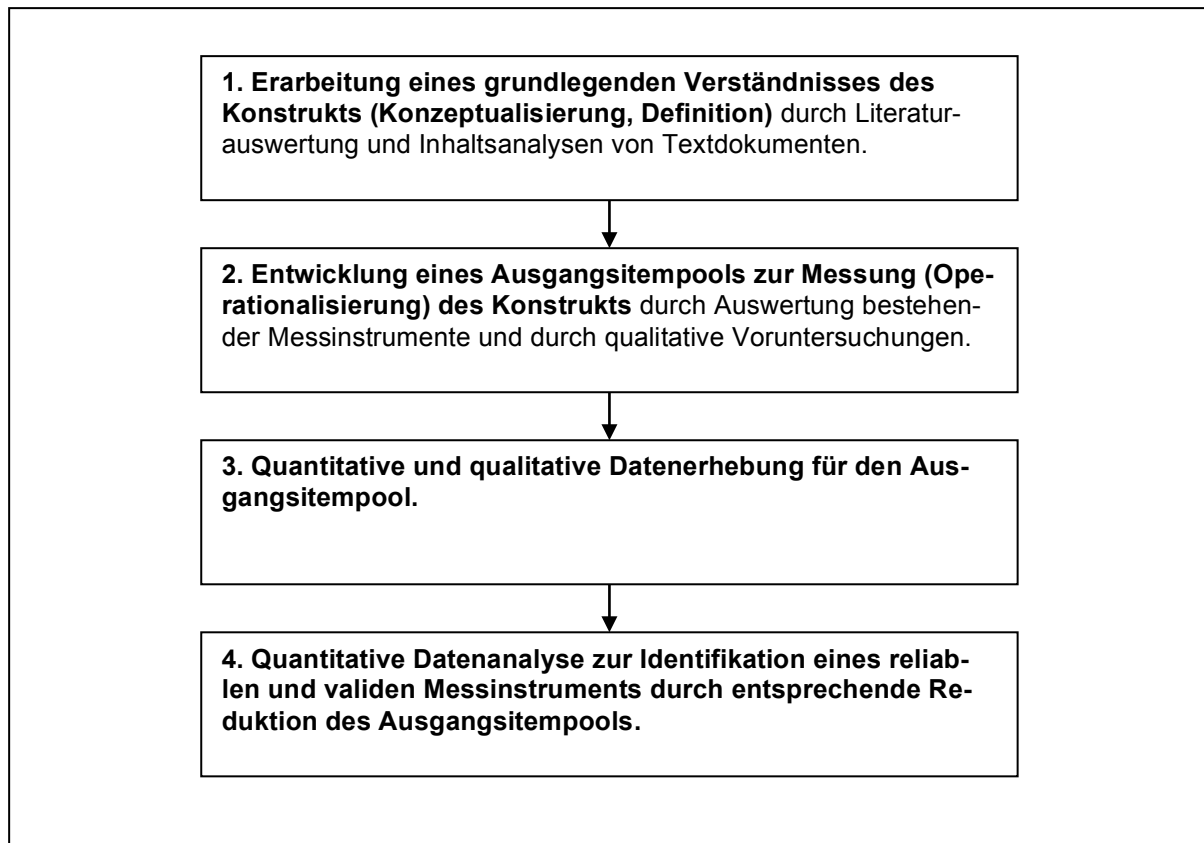 1. Erarbeitung eines grundlegenden Verständnisses des
Konstrukts (Konzeptualisierung, Definition) durch Literatur-
auswertung und Inhaltsanalysen von Textdokumenten.
2. Entwicklung eines Ausgangsitempools zur Messung (Ope-
rationalisierung) des Konstrukts durch Auswertung bestehen-
der Messinstrumente und durch qualitative Voruntersuchungen.
3. Quantitative und qualitative Datenerhebung für den Aus-
gangsitempool.
4. Quantitative Datenanalyse zur Identifikation eines reliab-
len und validen Messinstruments durch entsprechende Re-
duktion des Ausgangsitempools.